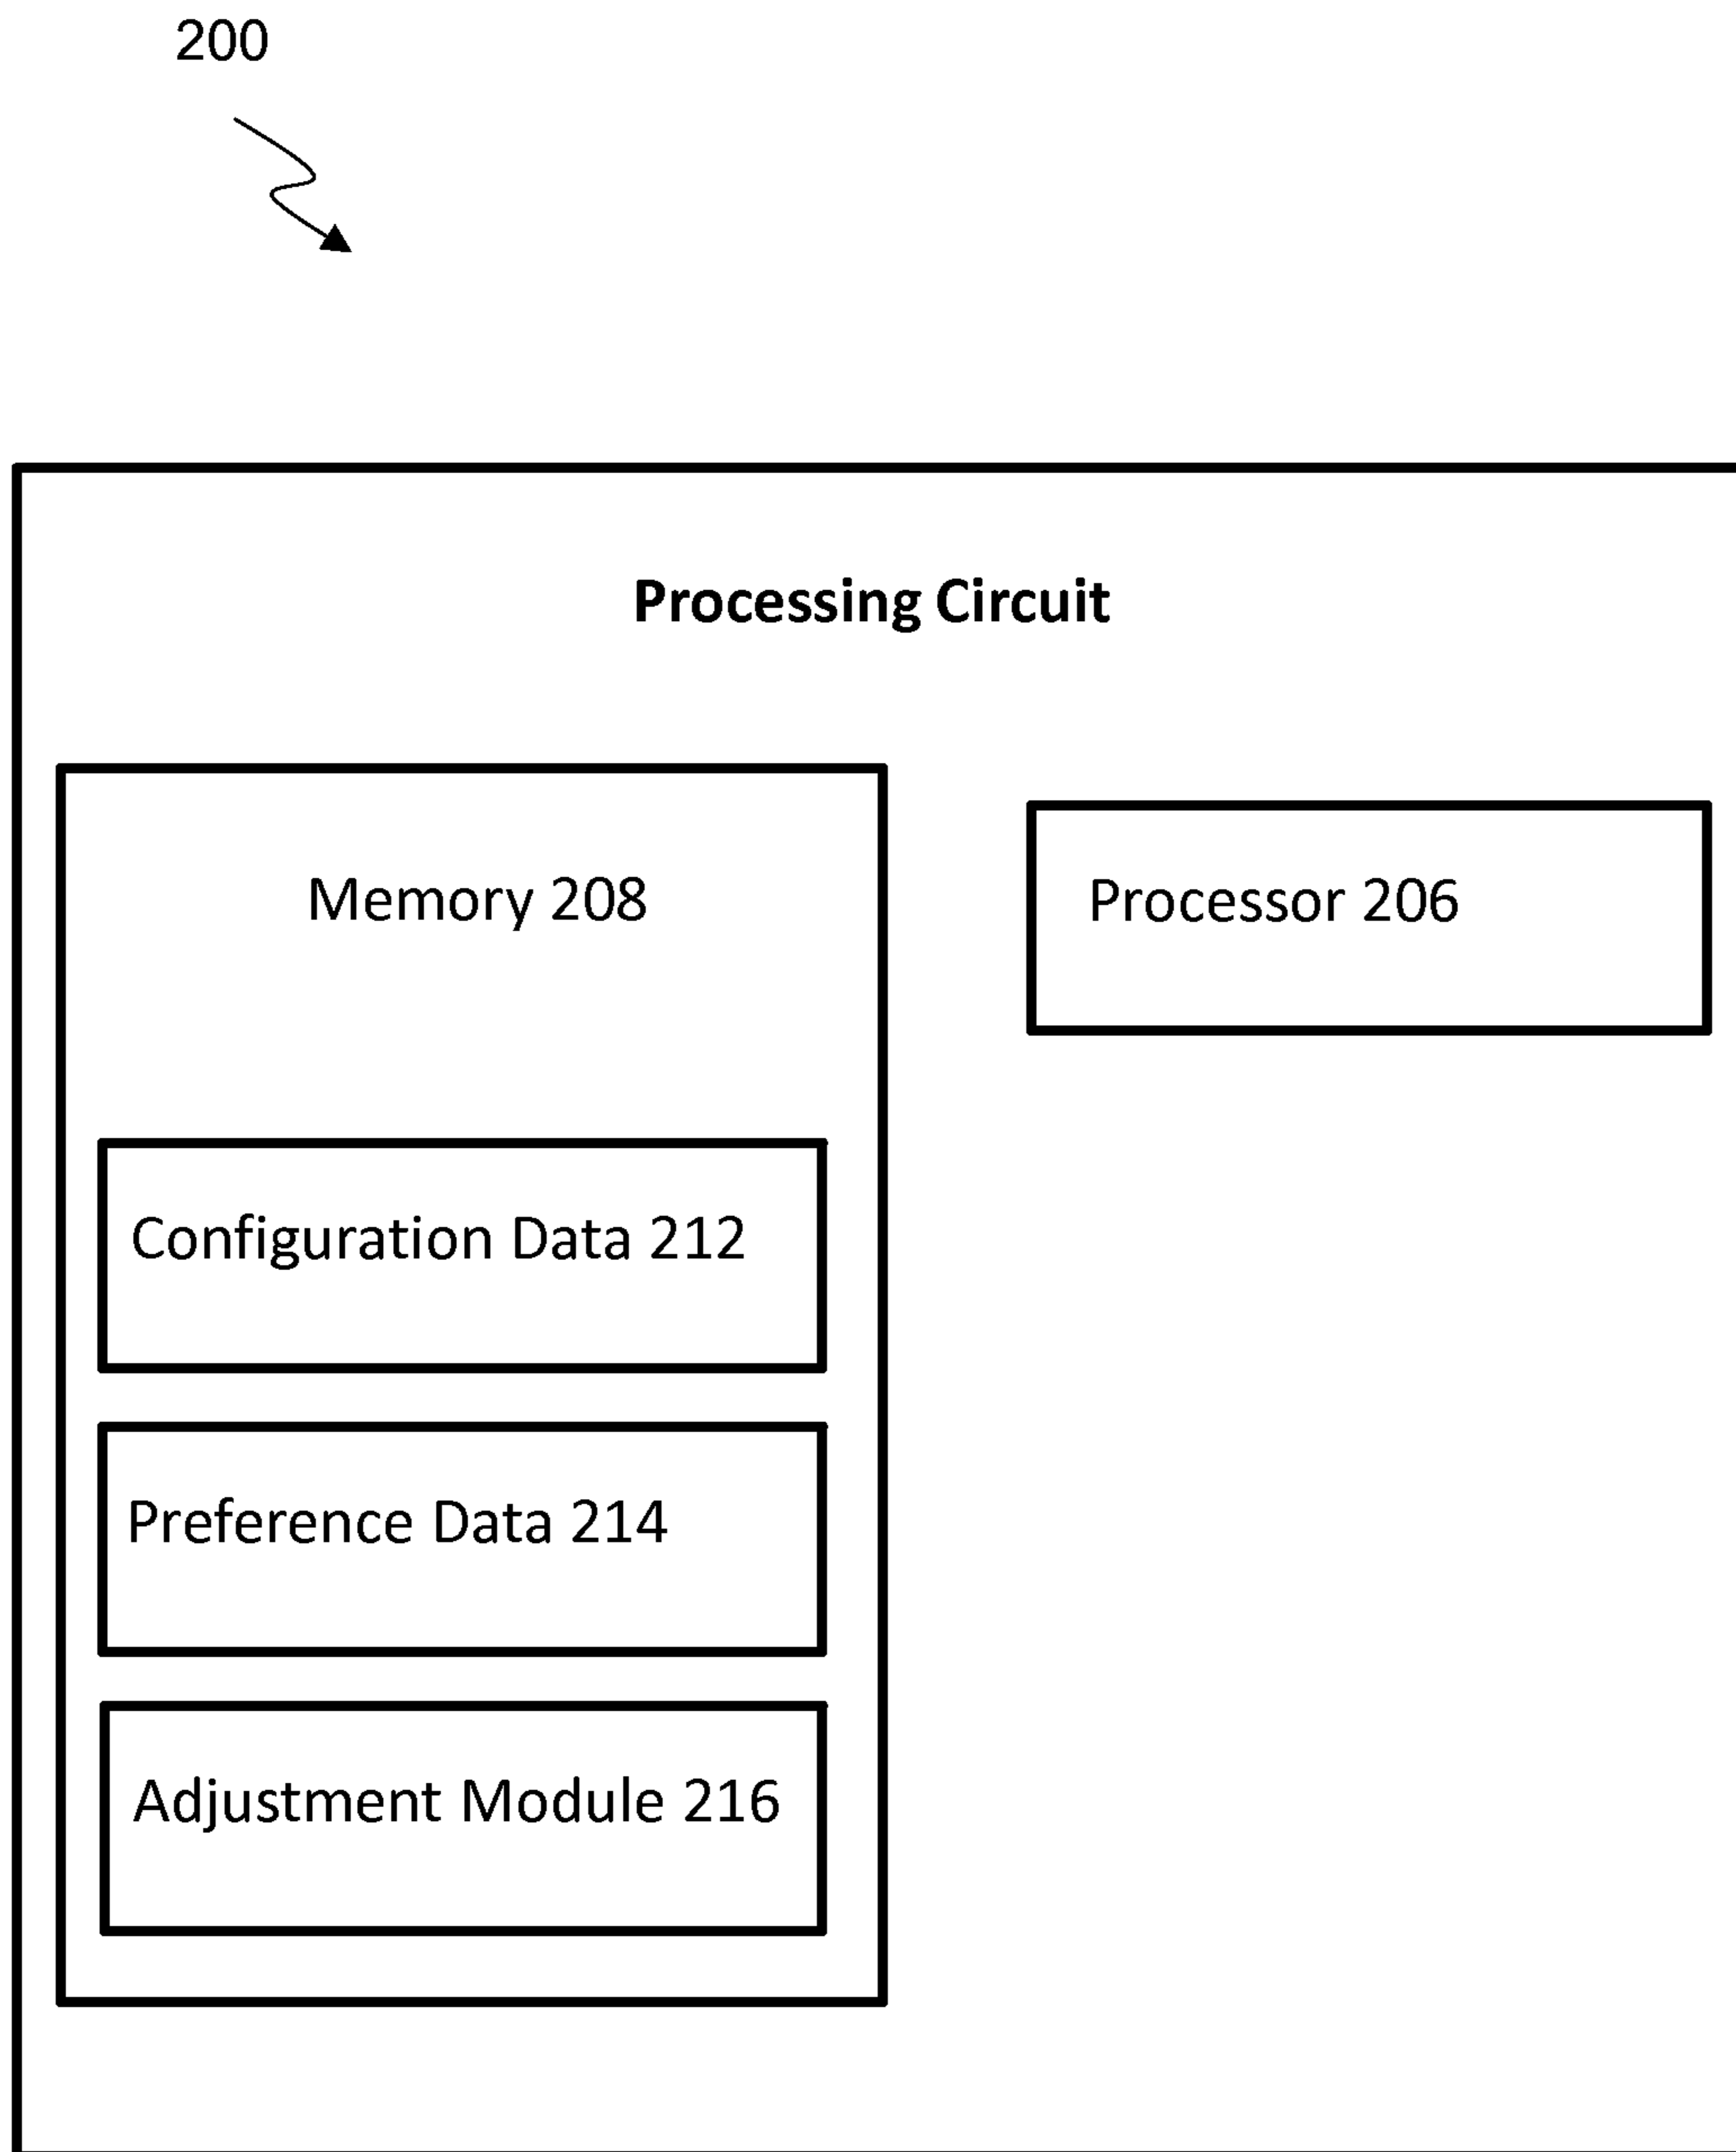 200
Processing Circuit
Memory 208
Processor 206
Configuration Data 212
Preference Data 214
Adjustment Module 216